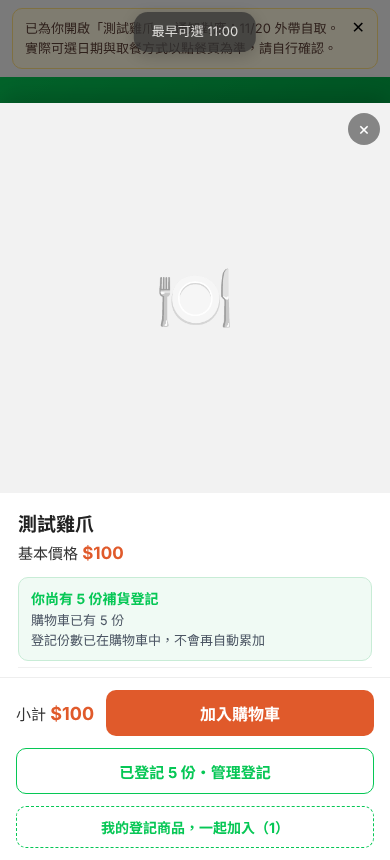 已為你開啟「測試雞
11/20 外帶自取。
實際可選日期與取餐方式以點餐頁為準，請自行確認。
✕
最早可選 11:00
×
測試雞爪
基本價格 $100
你尚有 5 份補貨登記
購物車已有 5 份
登記份數已在購物車中，不會再自動累加
小計 $100
加入購物車
已登記 5 份・管理登記
我的登記商品，一起加入（1）